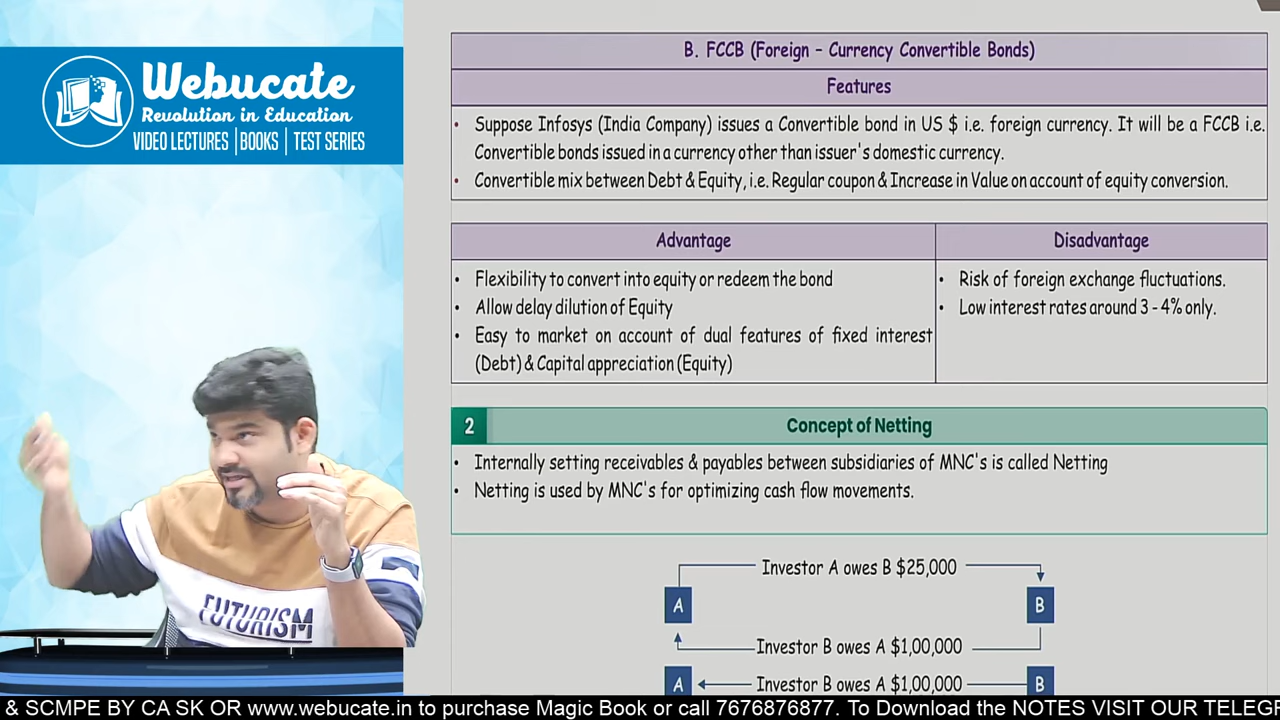 Webucate
Revolution in Education
VIDEO LECTURES | BOOKS | TEST SERIES
B. FCCB (Foreign – Currency Convertible Bonds)
Features
• Suppose Infosys (India Company) issues a Convertible bond in US $ i.e. foreign currency. It will be a FCCB i.e.
Convertible bonds issued in a currency other than issuer's domestic currency.
• Convertible mix between Debt & Equity, i.e. Regular coupon & Increase in Value on account of equity conversion.
Advantage
• Flexibility to convert into equity or redeem the bond
• Allow delay dilution of Equity
• Easy to market on account of dual features of fixed interest
(Debt) & Capital appreciation (Equity)
Disadvantage
• Risk of foreign exchange fluctuations.
• Low interest rates around 3 - 4% only.
2 Concept of Netting
• Internally setting receivables & payables between subsidiaries of MNC's is called Netting
• Netting is used by MNC's for optimizing cash flow movements.
Investor A owes B $25,000
A B
Investor B owes A $1,00,000
A Investor B owes A $1,00,000 B
FUTURISM
& SCMPE BY CA SK OR www.webucate.in to purchase Magic Book or call 7676876877. To Download the NOTES VISIT OUR TELEG